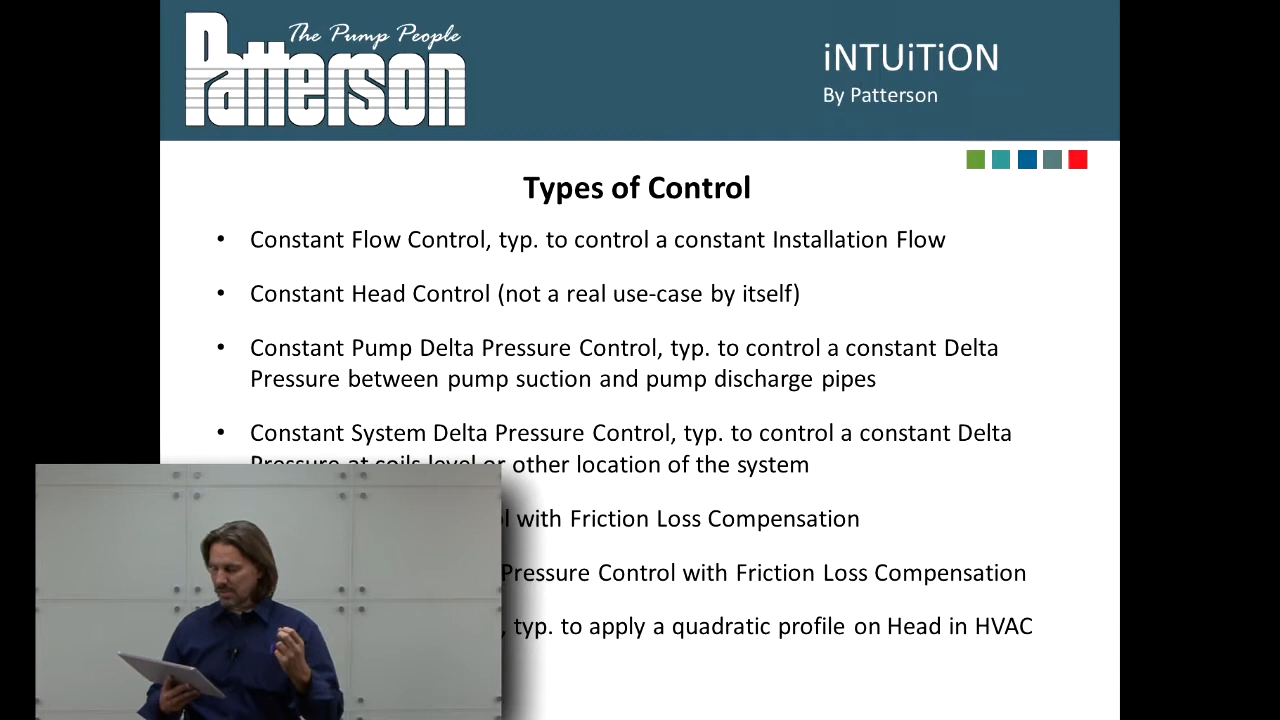 The Pump People
Patterson
iNTUiTiON
By Patterson
Types of Control
• Constant Flow Control, typ. to control a constant Installation Flow
• Constant Head Control (not a real use-case by itself)
• Constant Pump Delta Pressure Control, typ. to control a constant Delta
Pressure between pump suction and pump discharge pipes
• Constant System Delta Pressure Control, typ. to control a constant Delta
Pressure at coils level or other location of the system
with Friction Loss Compensation
Pressure Control with Friction Loss Compensation
, typ. to apply a quadratic profile on Head in HVAC